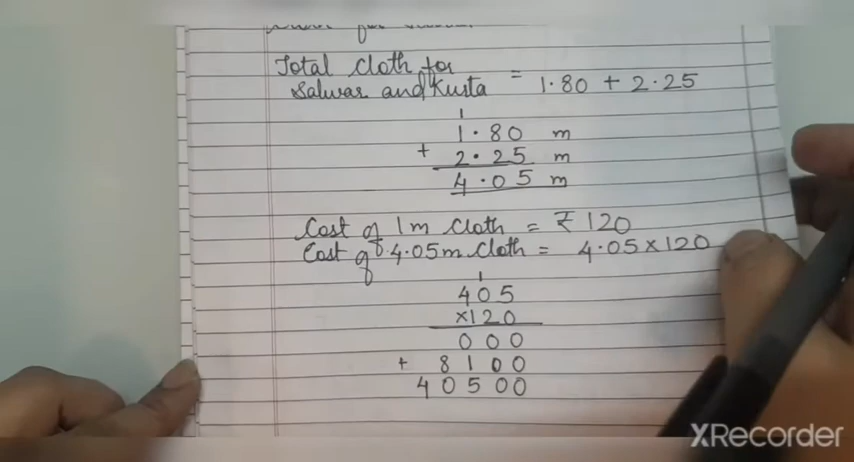 Total cloth for
Salwar and Kurta = 1.80 + 2.25
1
1.80 m
+ 2.25 m
4.05 m
Cost of 1m cloth = ₹120
Cost of 4.05m cloth = 4.05×120
1
405
×120
000
+ 8100
40500
XRecorder